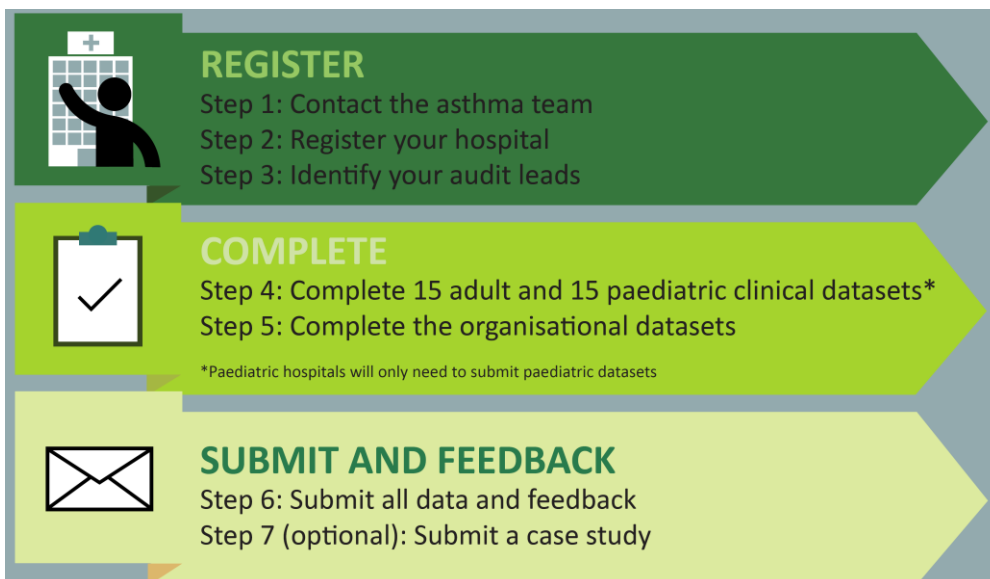 REGISTER
Step 1: Contact the asthma team
Step 2: Register your hospital
Step 3: Identify your audit leads
COMPLETE
Step 4: Complete 15 adult and 15 paediatric clinical datasets*
Step 5: Complete the organisational datasets
*Paediatric hospitals will only need to submit paediatric datasets
SUBMIT AND FEEDBACK
Step 6: Submit all data and feedback
Step 7 (optional): Submit a case study